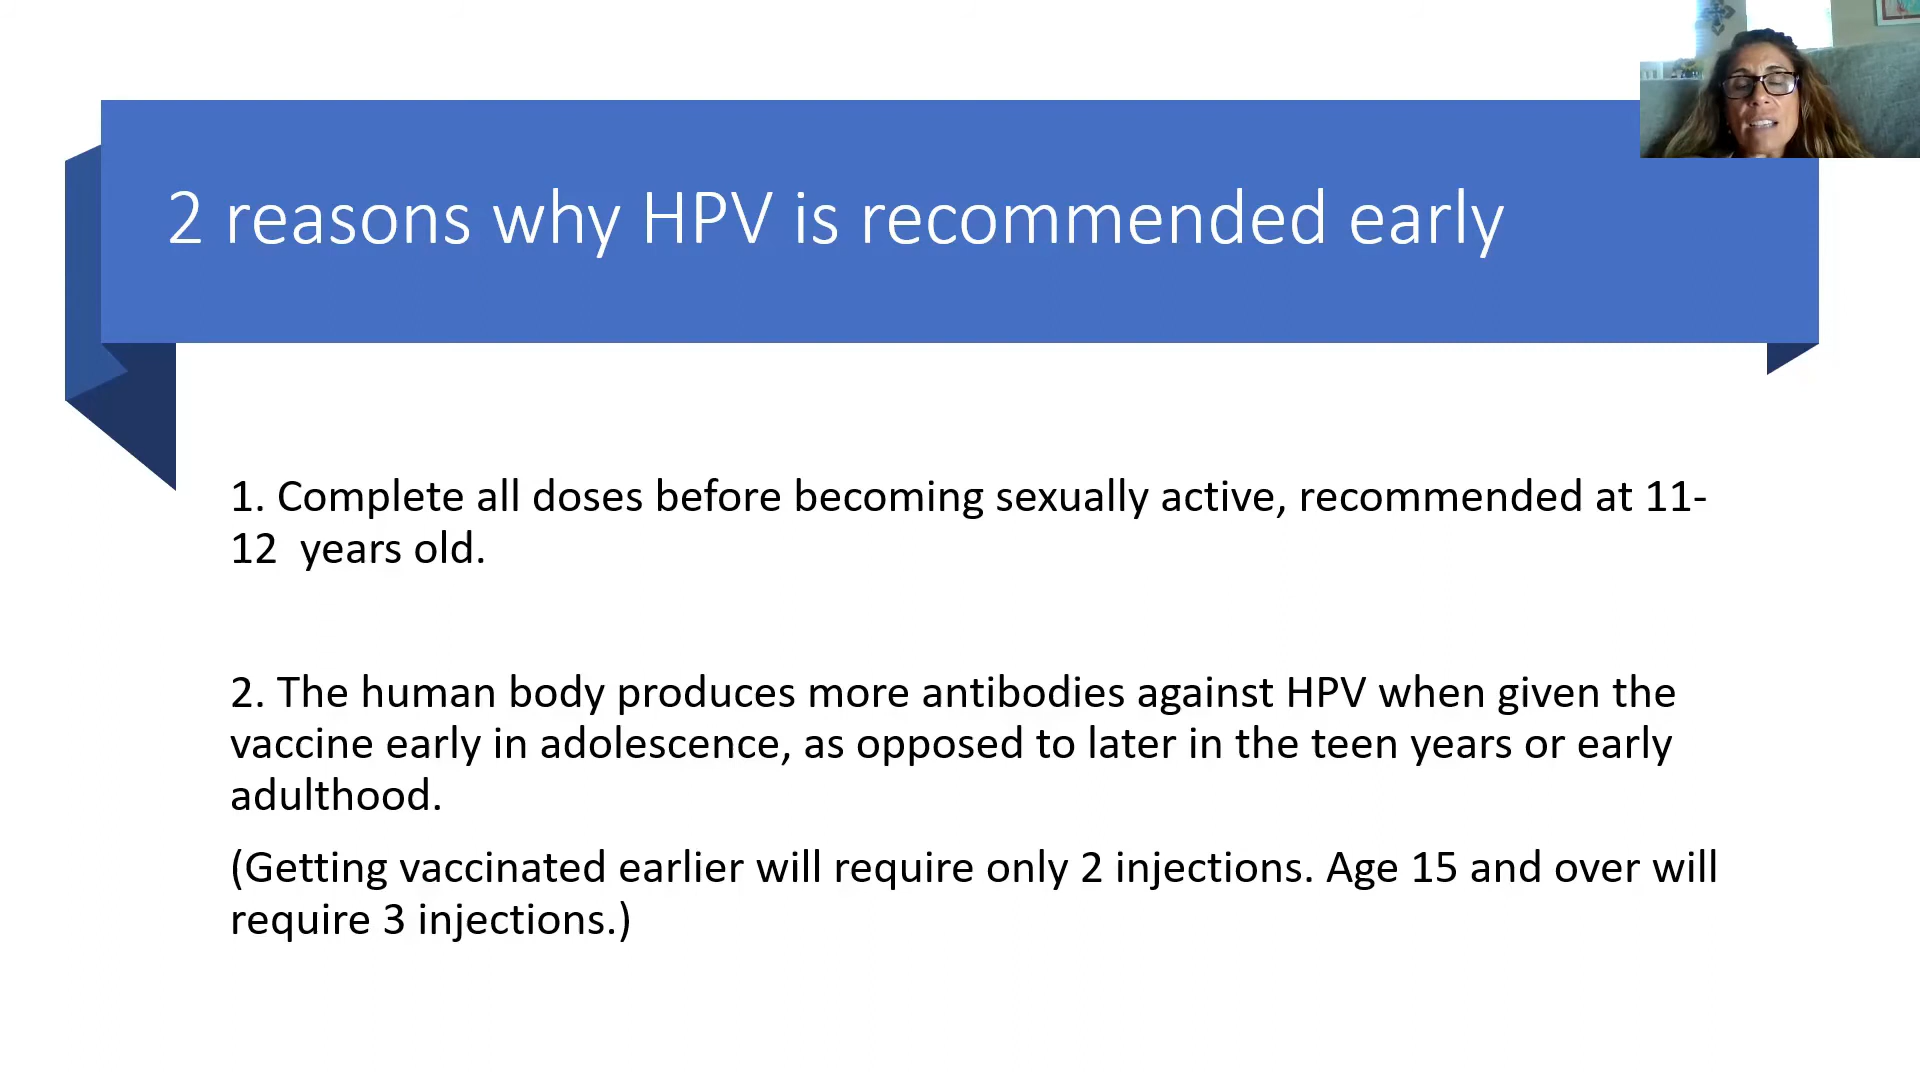 2 reasons why HPV is recommended early
1. Complete all doses before becoming sexually active, recommended at 11-
12  years old.
2. The human body produces more antibodies against HPV when given the
vaccine early in adolescence, as opposed to later in the teen years or early
adulthood.
(Getting vaccinated earlier will require only 2 injections. Age 15 and over will
require 3 injections.)